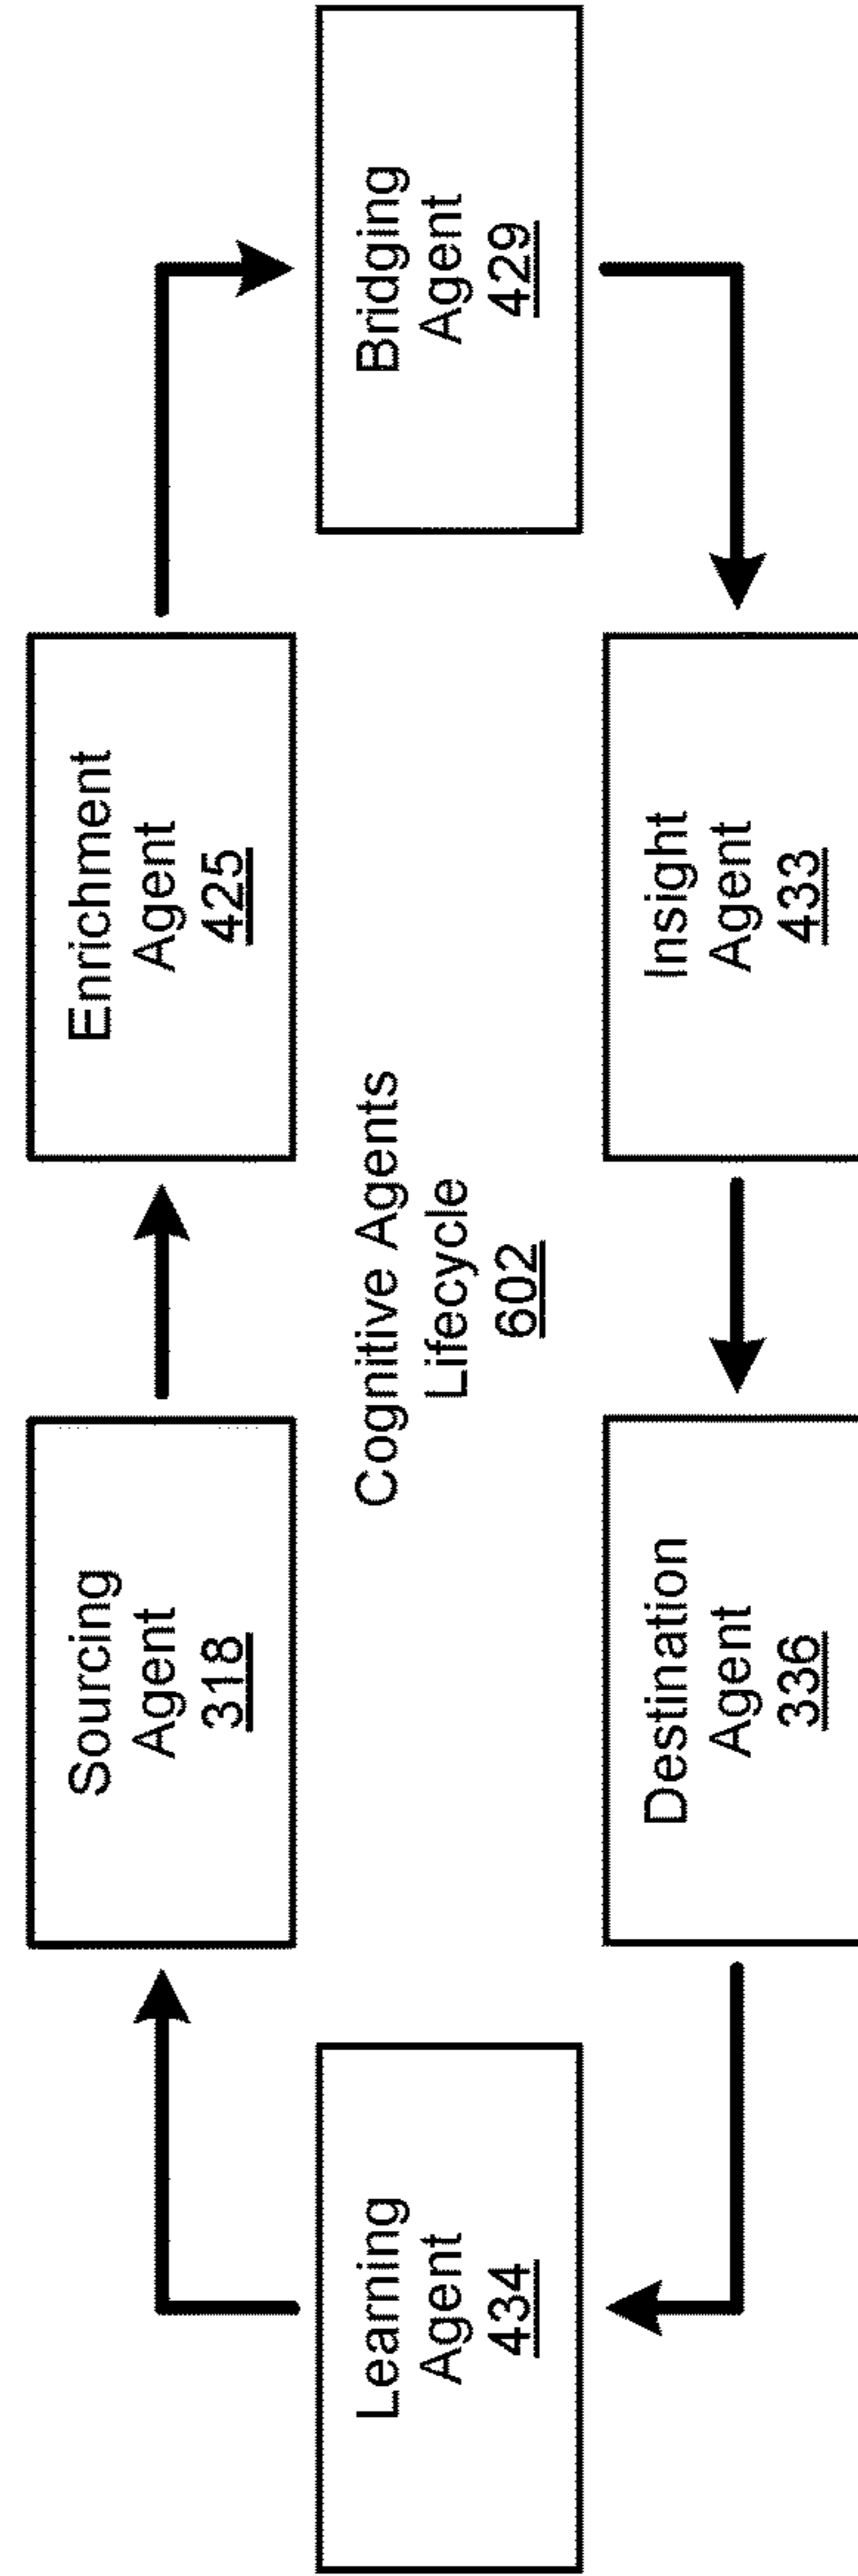 Sourcing
Agent
318
Enrichment
Agent
425
Learning
Agent
434
Cognitive Agents
Lifecycle
602
Bridging
Agent
429
Destination
Agent
336
Insight
Agent
433